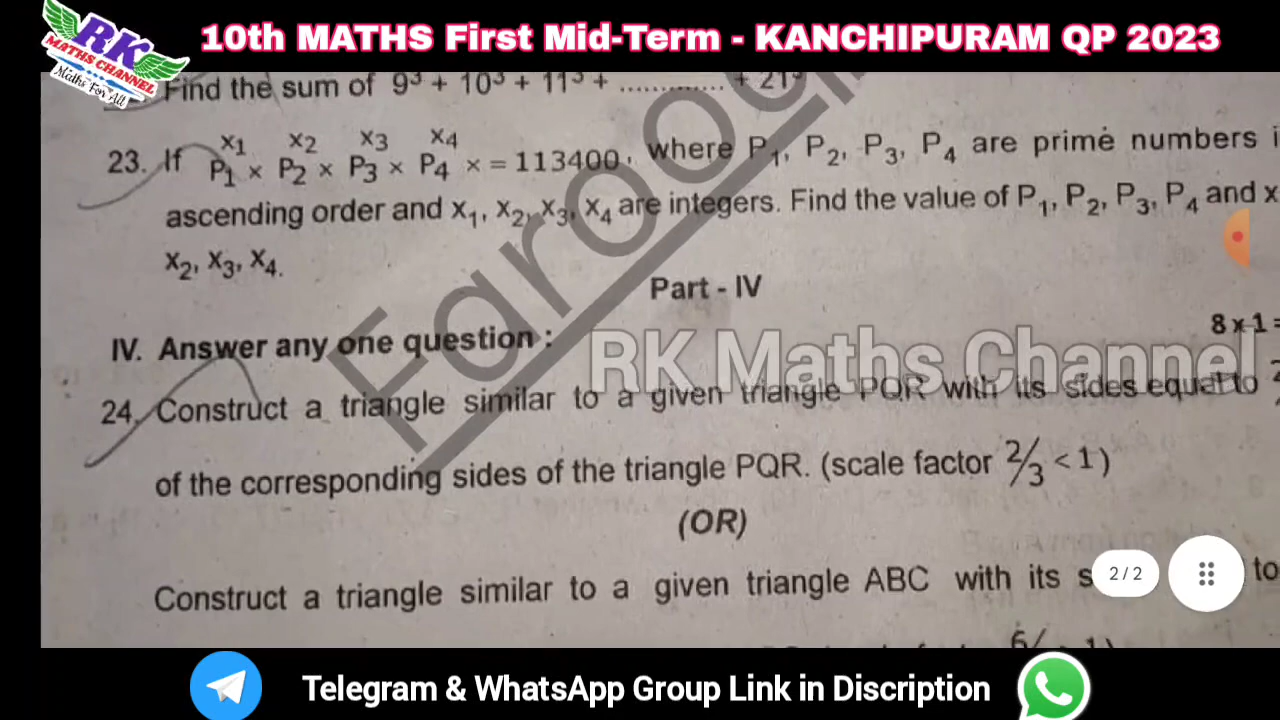 RK
MATHS CHANNEL
Maths For All
10th MATHS First Mid-Term - KANCHIPURAM QP 2023
Find the sum of 9³ + 10³ + 11³ + .............. + 21³
x1 x2 x3 x4
23. If P1 × P2 × P3 × P4 × = 113400, where P1, P2, P3, P4 are prime numbers
ascending order and x1, x2, x3, x4 are integers. Find the value of P1, P2, P3, P4 and x
x2, x3, x4.
Part - IV
IV. Answer any one question :
8 x 1 =
RK Maths Channel
24. Construct a triangle similar to a given triangle PQR with its sides equal to
of the corresponding sides of the triangle PQR. (scale factor 2/3 < 1)
(OR)
Construct a triangle similar to a given triangle ABC with its s
to
2 / 2
6/
Telegram & WhatsApp Group Link in Discription